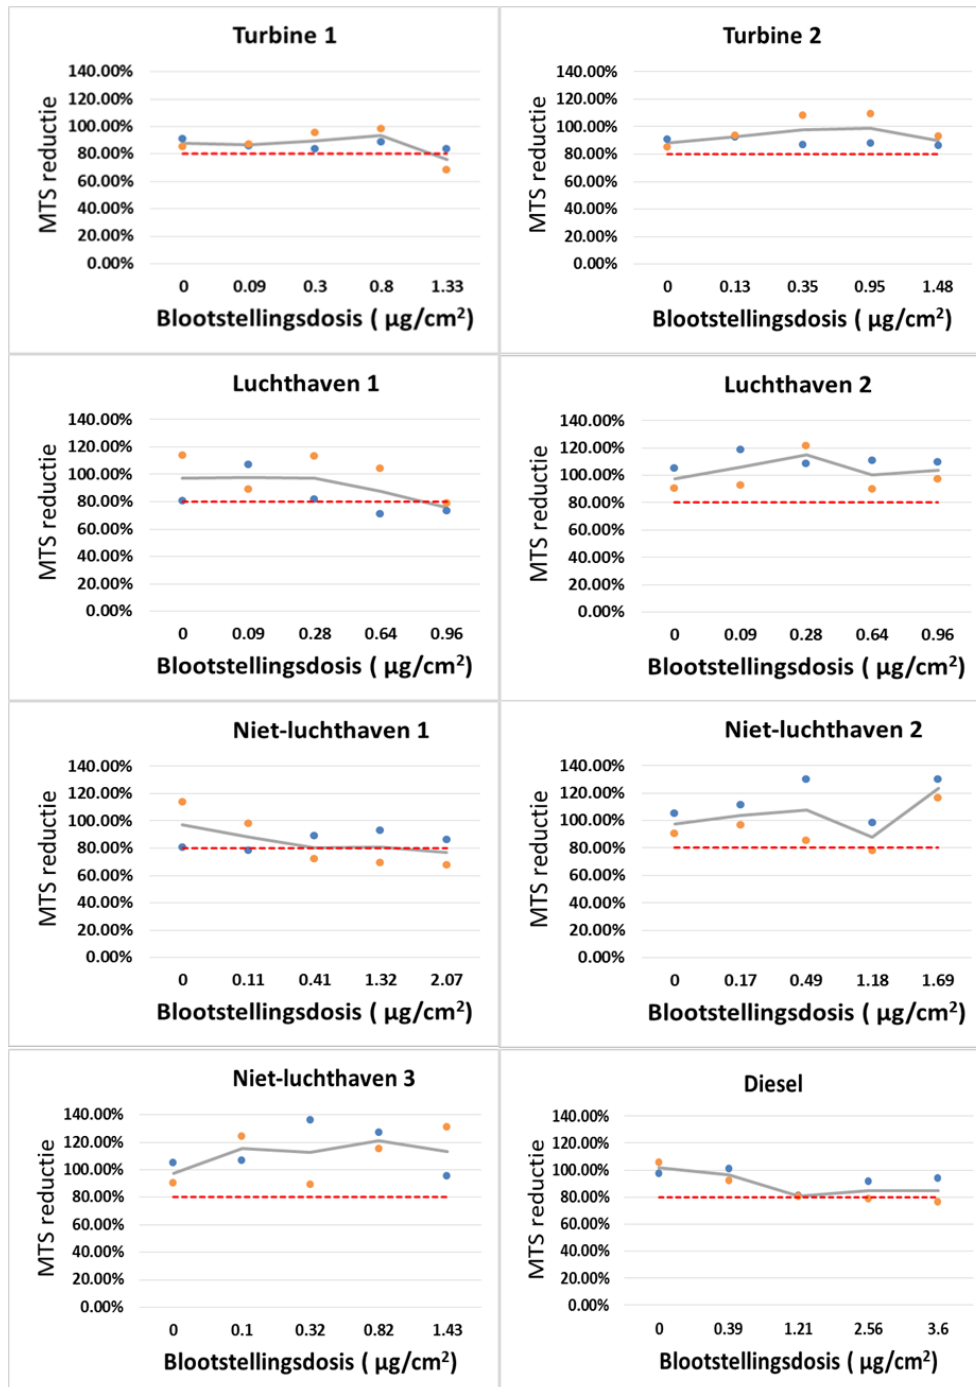 Turbine 1
140.00%
120.00%
100.00%
80.00%
60.00%
40.00%
20.00%
0.00%
MTS reductie
0 0.09 0.3 0.8 1.33
Blootstellingsdosis ( µg/cm²)
Turbine 2
140.00%
120.00%
100.00%
80.00%
60.00%
40.00%
20.00%
0.00%
MTS reductie
0 0.13 0.35 0.95 1.48
Blootstellingsdosis ( µg/cm²)
Luchthaven 1
140.00%
120.00%
100.00%
80.00%
60.00%
40.00%
20.00%
0.00%
MTS reductie
0 0.09 0.28 0.64 0.96
Blootstellingsdosis ( µg/cm²)
Luchthaven 2
140.00%
120.00%
100.00%
80.00%
60.00%
40.00%
20.00%
0.00%
MTS reductie
0 0.09 0.28 0.64 0.96
Blootstellingsdosis ( µg/cm²)
Niet-luchthaven 1
140.00%
120.00%
100.00%
80.00%
60.00%
40.00%
20.00%
0.00%
MTS reductie
0 0.11 0.41 1.32 2.07
Blootstellingsdosis ( µg/cm²)
Niet-luchthaven 2
140.00%
120.00%
100.00%
80.00%
60.00%
40.00%
20.00%
0.00%
MTS reductie
0 0.17 0.49 1.18 1.69
Blootstellingsdosis ( µg/cm²)
Niet-luchthaven 3
140.00%
120.00%
100.00%
80.00%
60.00%
40.00%
20.00%
0.00%
MTS reductie
0 0.1 0.32 0.82 1.43
Blootstellingsdosis ( µg/cm²)
Diesel
140.00%
120.00%
100.00%
80.00%
60.00%
40.00%
20.00%
0.00%
MTS reductie
0 0.39 1.21 2.56 3.6
Blootstellingsdosis ( µg/cm²)